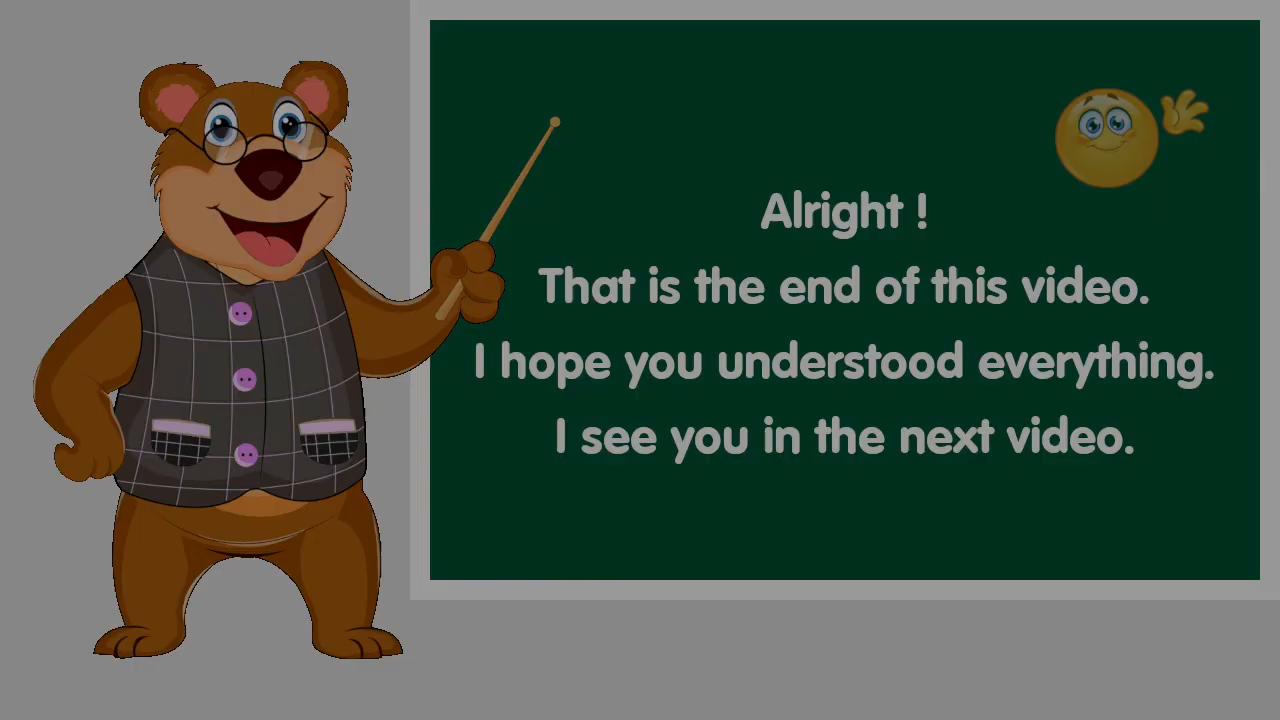 Alright !
That is the end of this video.
I hope you understood everything.
I see you in the next video.